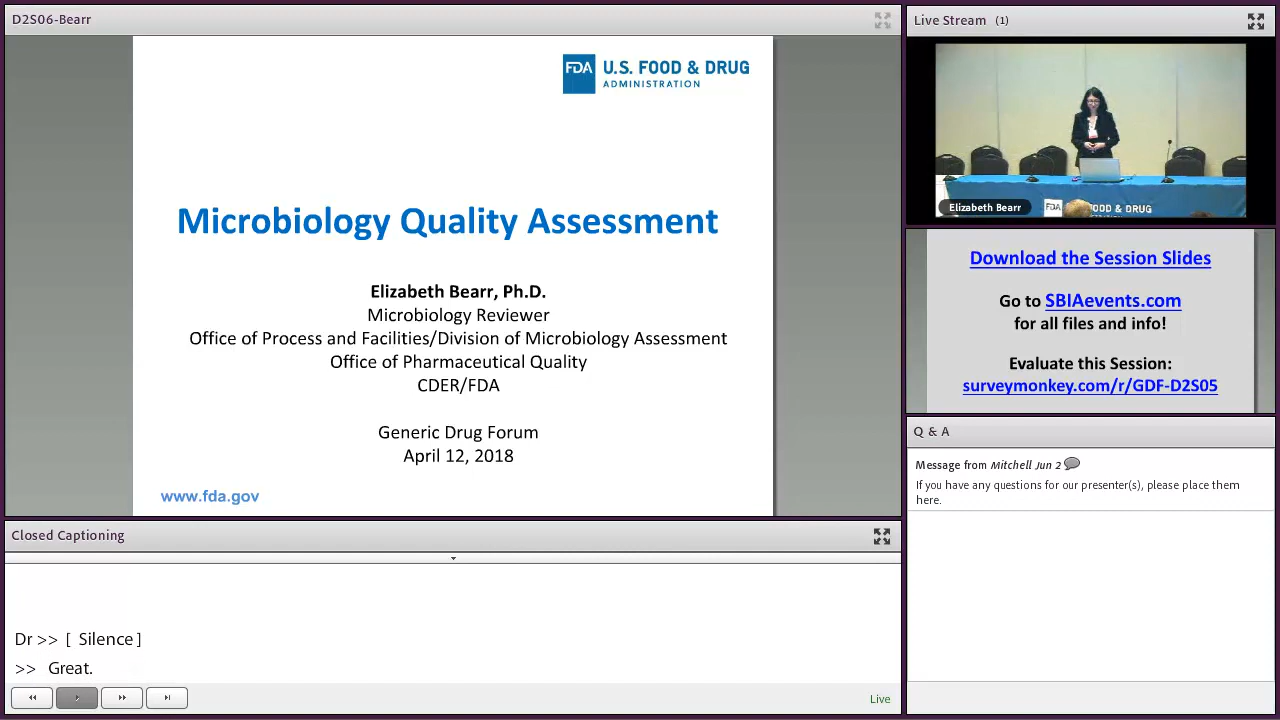 D2S06-Bearr
FDA U.S. FOOD & DRUG
ADMINISTRATION
Microbiology Quality Assessment
Elizabeth Bearr, Ph.D.
Microbiology Reviewer
Office of Process and Facilities/Division of Microbiology Assessment
Office of Pharmaceutical Quality
CDER/FDA
Generic Drug Forum
April 12, 2018
www.fda.gov
Closed Captioning
Dr >> [ Silence ]
>> Great.
Live
Live Stream (1)
Elizabeth Bearr
FDA FOOD & DRUG
Download the Session Slides
Go to SBIAevents.com
for all files and info!
Evaluate this Session:
surveymonkey.com/r/GDF-D2S05
Q & A
Message from Mitchell Jun 2
If you have any questions for our presenter(s), please place them
here.